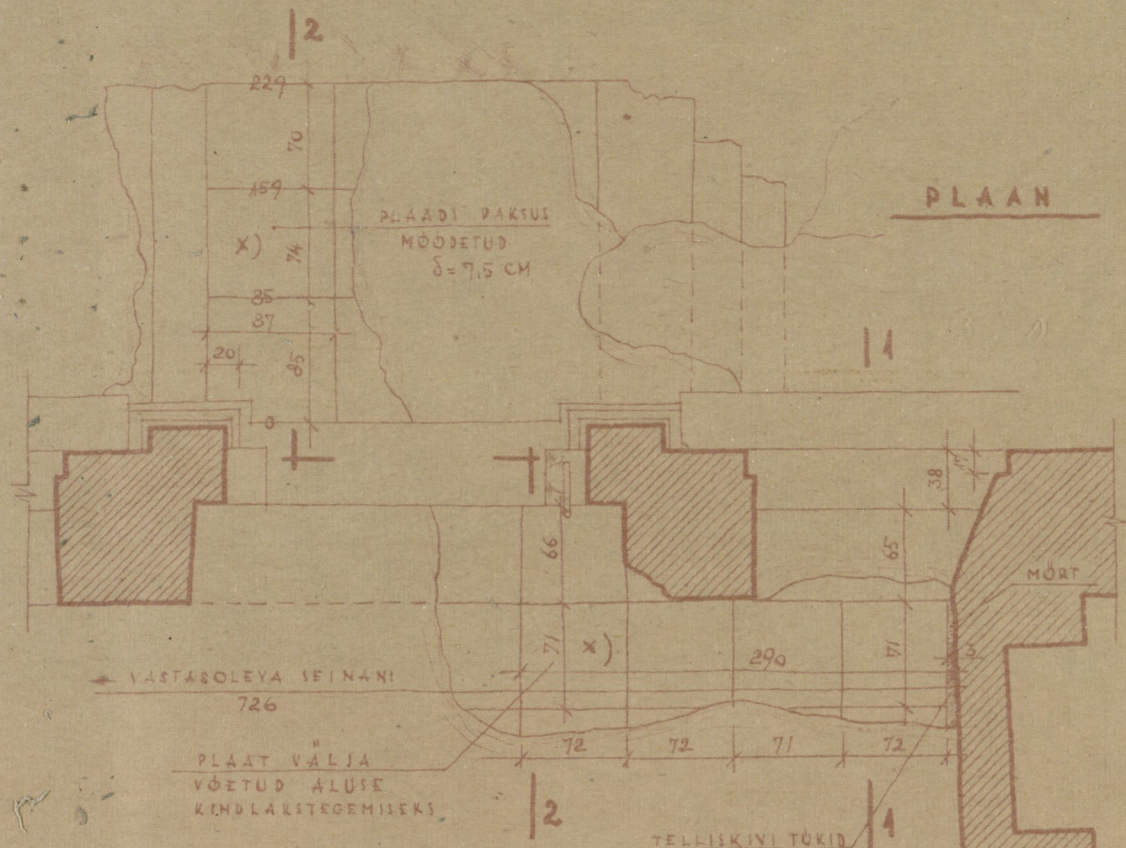 2
229
70
159
PLAADI PAKSUS
MÕÕDETUD
δ= 7,5 CM
x)
74
85
87
20
85
0
PLAAN
1
38
66
65
MÖRT
71
x)
290
71
3
VASTASOLEVA SEINANI
726
72
72
71
72
PLAAT VÄLJA
VÕETUD ALUSE
KINDLAKSTEGEMISEKS
2
1
TELLISKIVI TÜKID